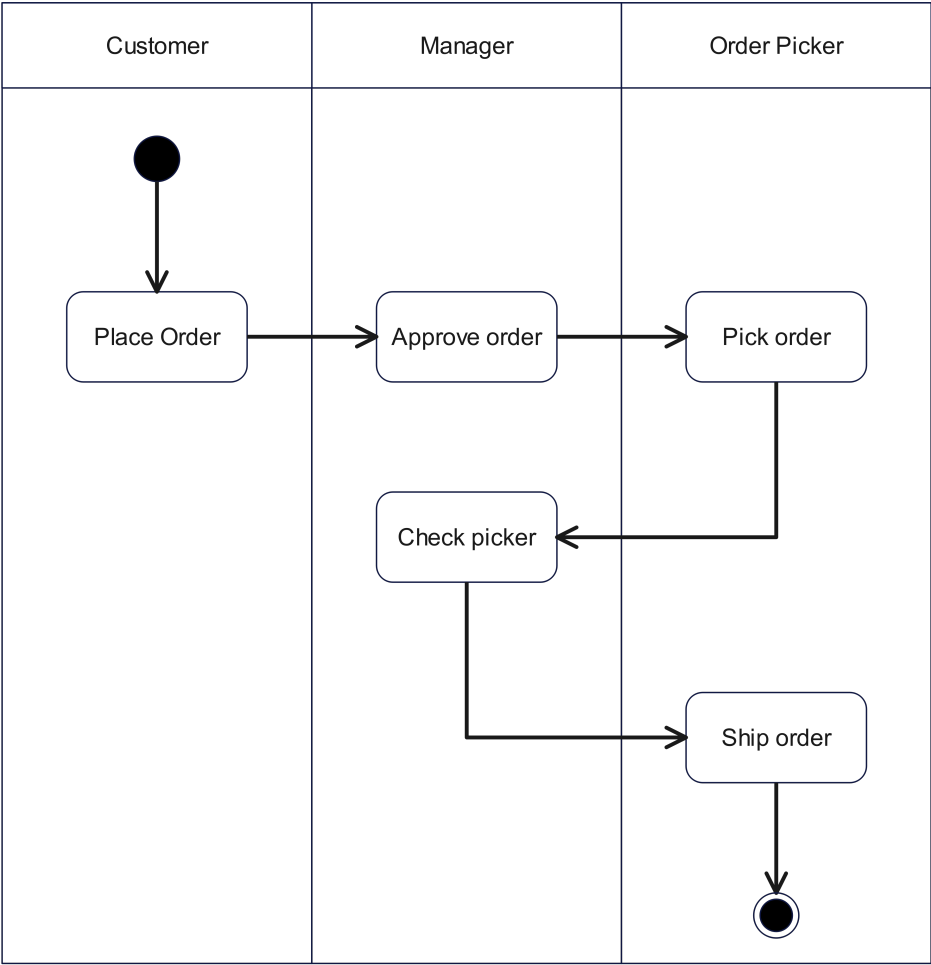 Customer
Manager
Order Picker
Place Order
Approve order
Pick order
Check picker
Ship order